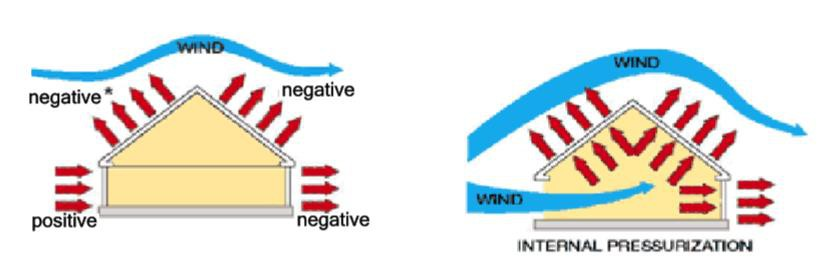 WIND
negative*
negative
positive
negative
WIND
WIND
INTERNAL PRESSURIZATION